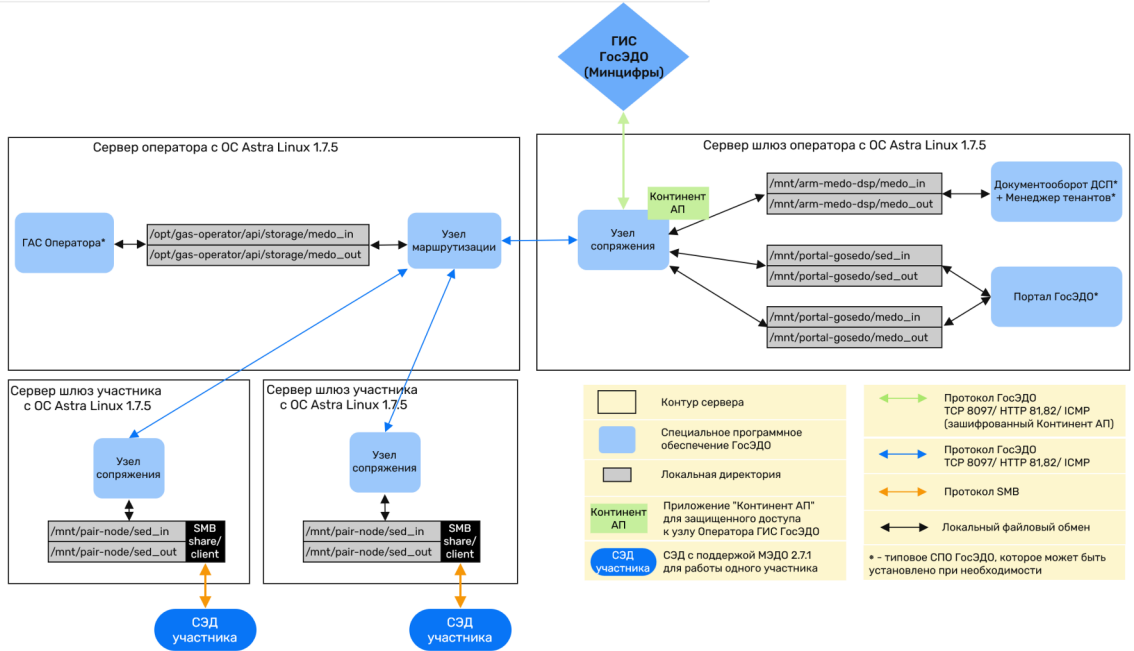 ГИС
ГосЭДО
(Минцифры)
Сервер оператора с ОС Astra Linux 1.7.5
ГАС Оператора*
/opt/gas-operator/api/storage/medo_in
/opt/gas-operator/api/storage/medo_out
Узел
маршрутизации
Сервер шлюз оператора с ОС Astra Linux 1.7.5
Континент
АП
Узел
сопряжения
/mnt/arm-medo-dsp/medo_in
/mnt/arm-medo-dsp/medo_out
Документооборот ДСП*
+ Менеджер тенантов*
/mnt/portal-gosedo/sed_in
/mnt/portal-gosedo/sed_out
/mnt/portal-gosedo/medo_in
/mnt/portal-gosedo/medo_out
Портал ГосЭДО*
Сервер шлюз участника
с ОС Astra Linux 1.7.5
Узел
сопряжения
/mnt/pair-node/sed_in
/mnt/pair-node/sed_out
SMB
share/
client
СЭД
участника
Сервер шлюз участника
с ОС Astra Linux 1.7.5
Узел
сопряжения
/mnt/pair-node/sed_in
/mnt/pair-node/sed_out
SMB
share/
client
СЭД
участника
Контур сервера
Специальное программное
обеспечение ГосЭДО
Локальная директория
Континент
АП
Приложение "Континент АП"
для защищенного доступа
к узлу Оператора ГИС ГосЭДО
СЭД
участника
СЭД с поддержкой МЭДО 2.7.1
для работы одного участника
Протокол ГосЭДО
TCP 8097/ HTTP 81,82/ ICMP
(зашифрованный Континент АП)
Протокол ГосЭДО
TCP 8097/ HTTP 81,82/ ICMP
Протокол SMB
Локальный файловый обмен
* - типовое СПО ГосЭДО, которое может быть
установлено при необходимости